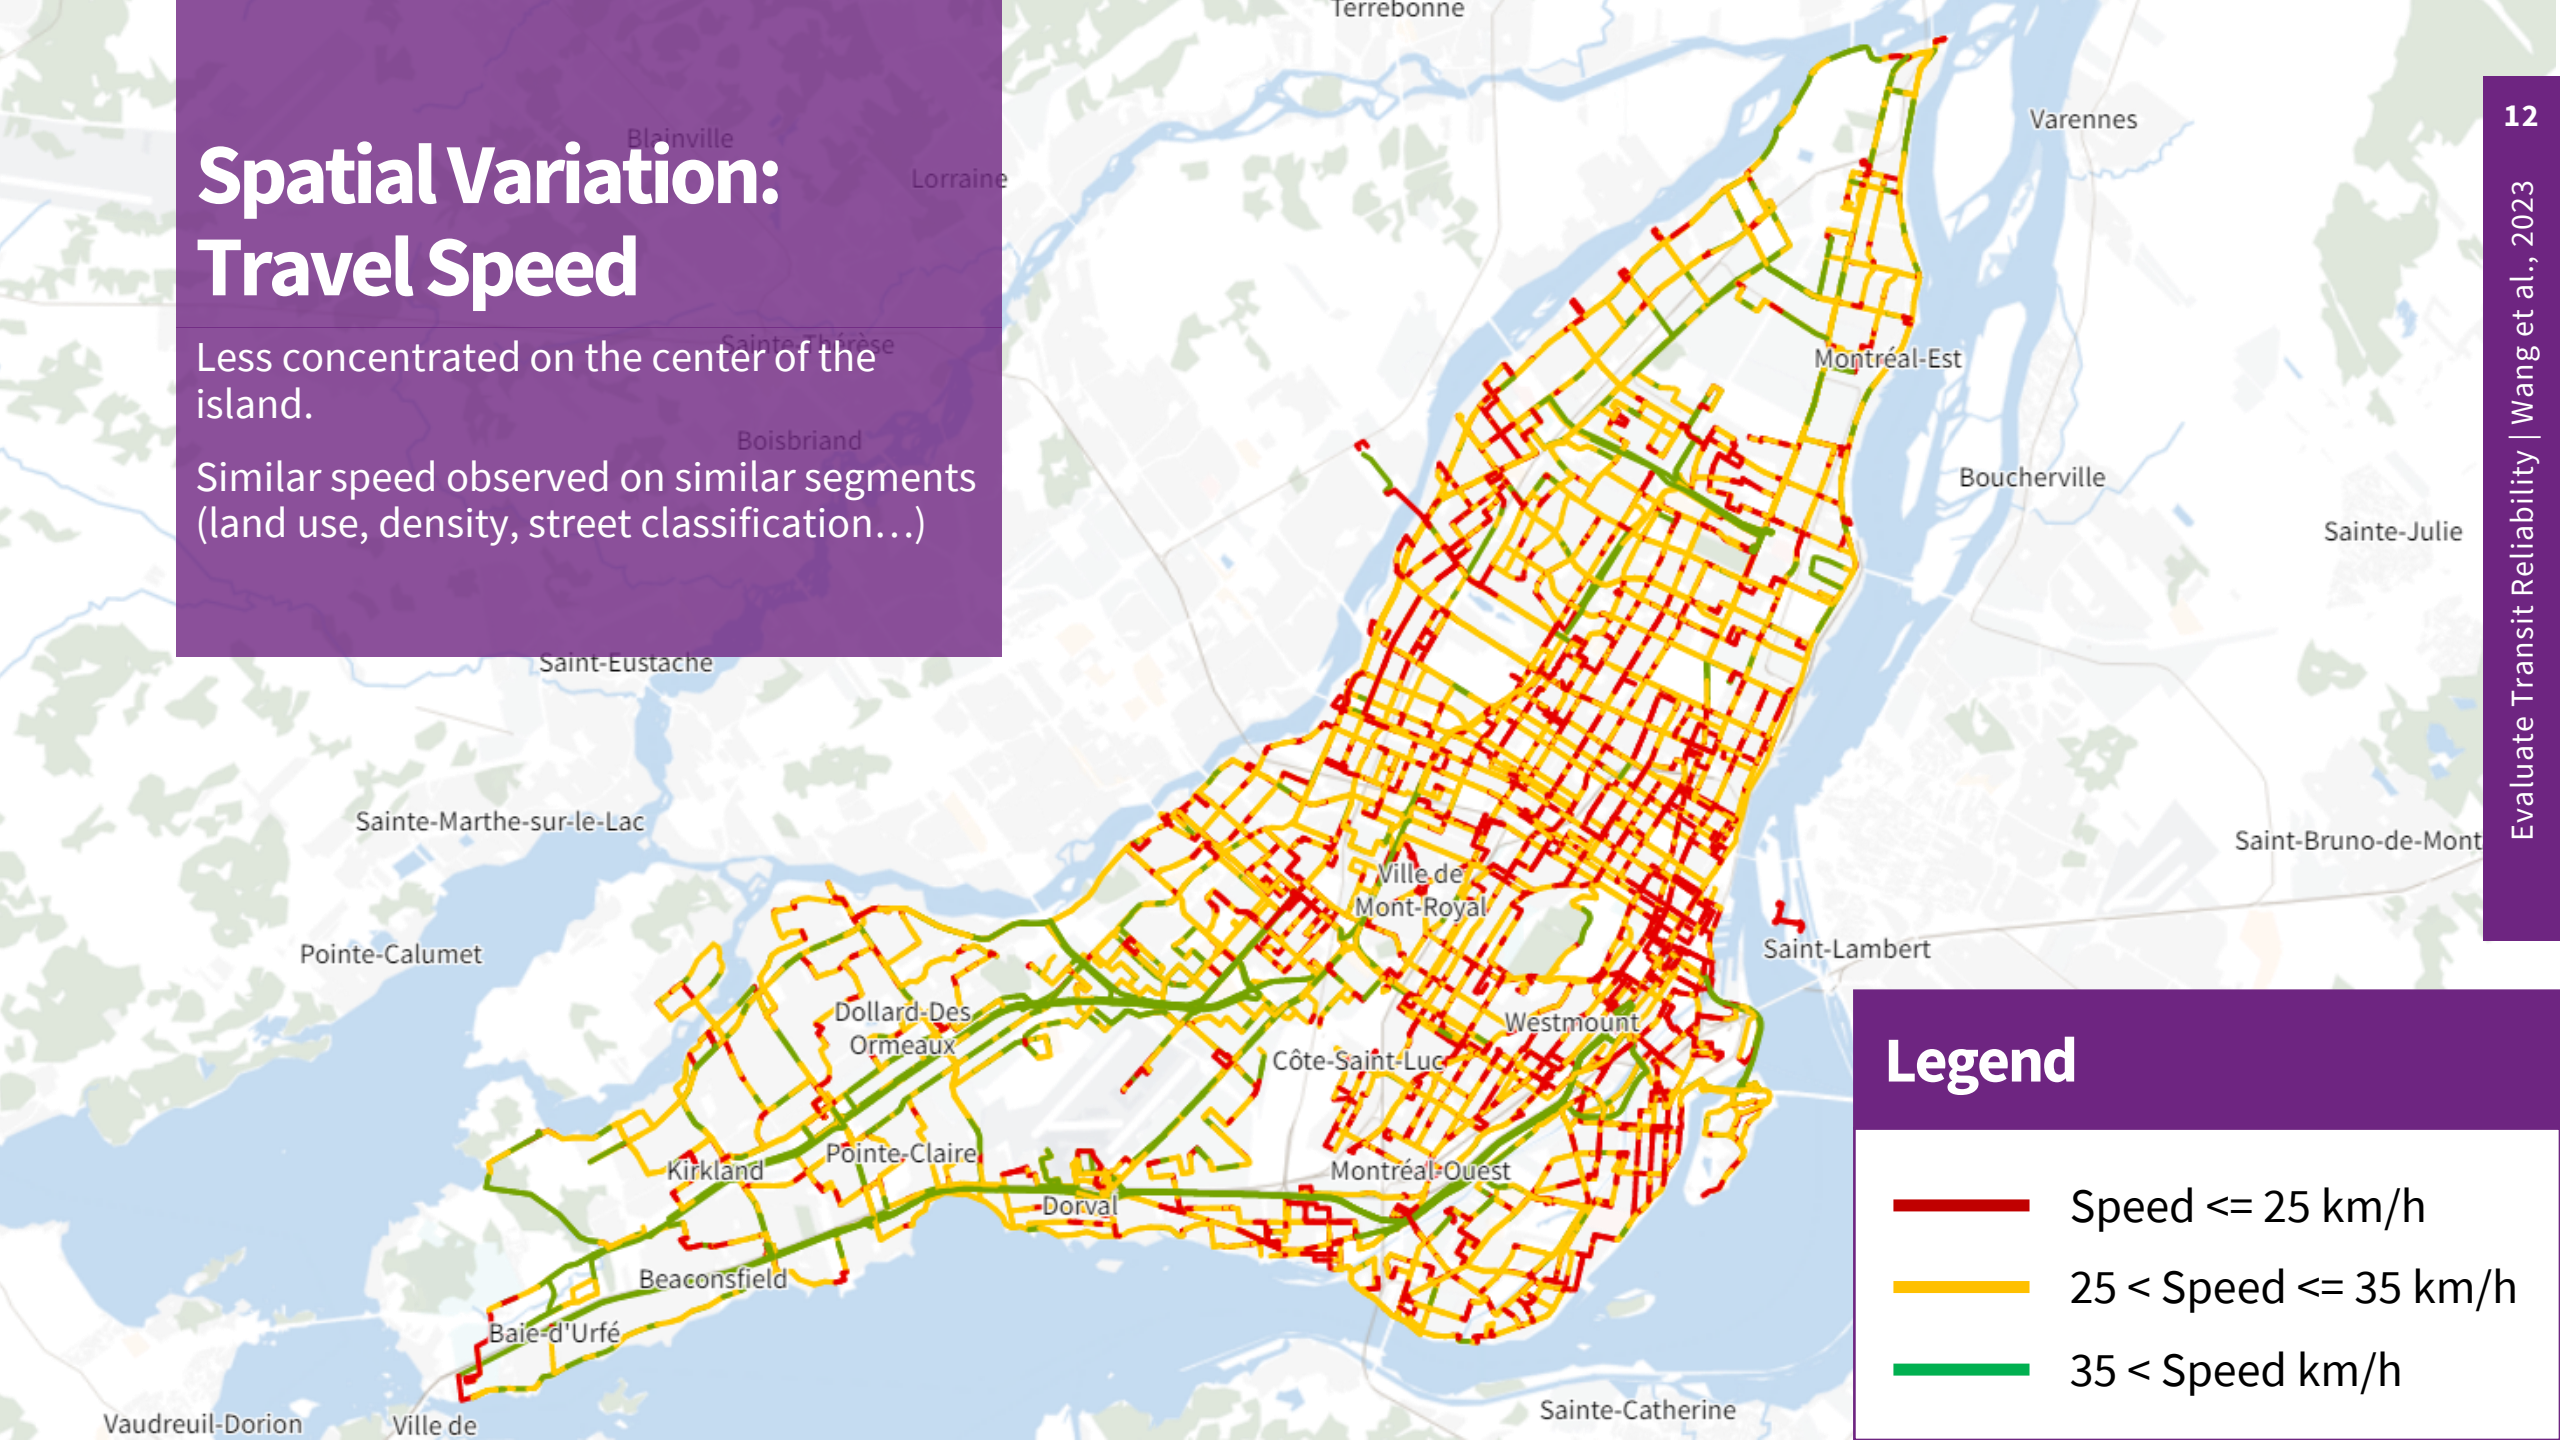 Terrebonne
Blainville
Lorraine
Spatial Variation:
Travel Speed
Sainte-Thérèse
Less concentrated on the center of the
island.
Boisbriand
Similar speed observed on similar segments
(land use, density, street classification…)
Saint-Eustache
Sainte-Marthe-sur-le-Lac
Pointe-Calumet
Varennes
Montréal-Est
Boucherville
Sainte-Julie
Saint-Bruno-de-Mont
Ville de
Mont-Royal
Saint-Lambert
Dollard-Des
Ormeaux
Westmount
Côte-Saint-Luc
Pointe-Claire
Kirkland
Montréal-Ouest
Dorval
Beaconsfield
Baie-d'Urfé
Vaudreuil-Dorion
Ville de
Sainte-Catherine
12
Evaluate Transit Reliability | Wang et al., 2023
Legend
Speed <= 25 km/h
25 < Speed <= 35 km/h
35 < Speed km/h